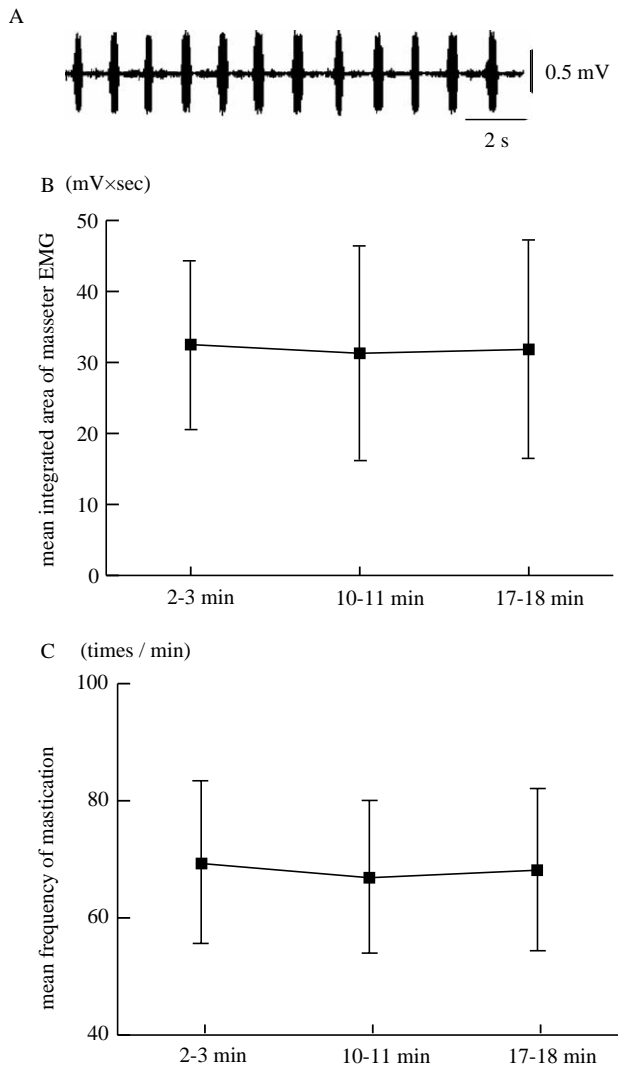 A
0.5 mV
2 s
B (mV×sec)
mean integrated area of masseter EMG
50
40
30
20
10
0
2-3 min 10-11 min 17-18 min
C (times / min)
mean frequency of mastication
100
80
60
40
2-3 min 10-11 min 17-18 min